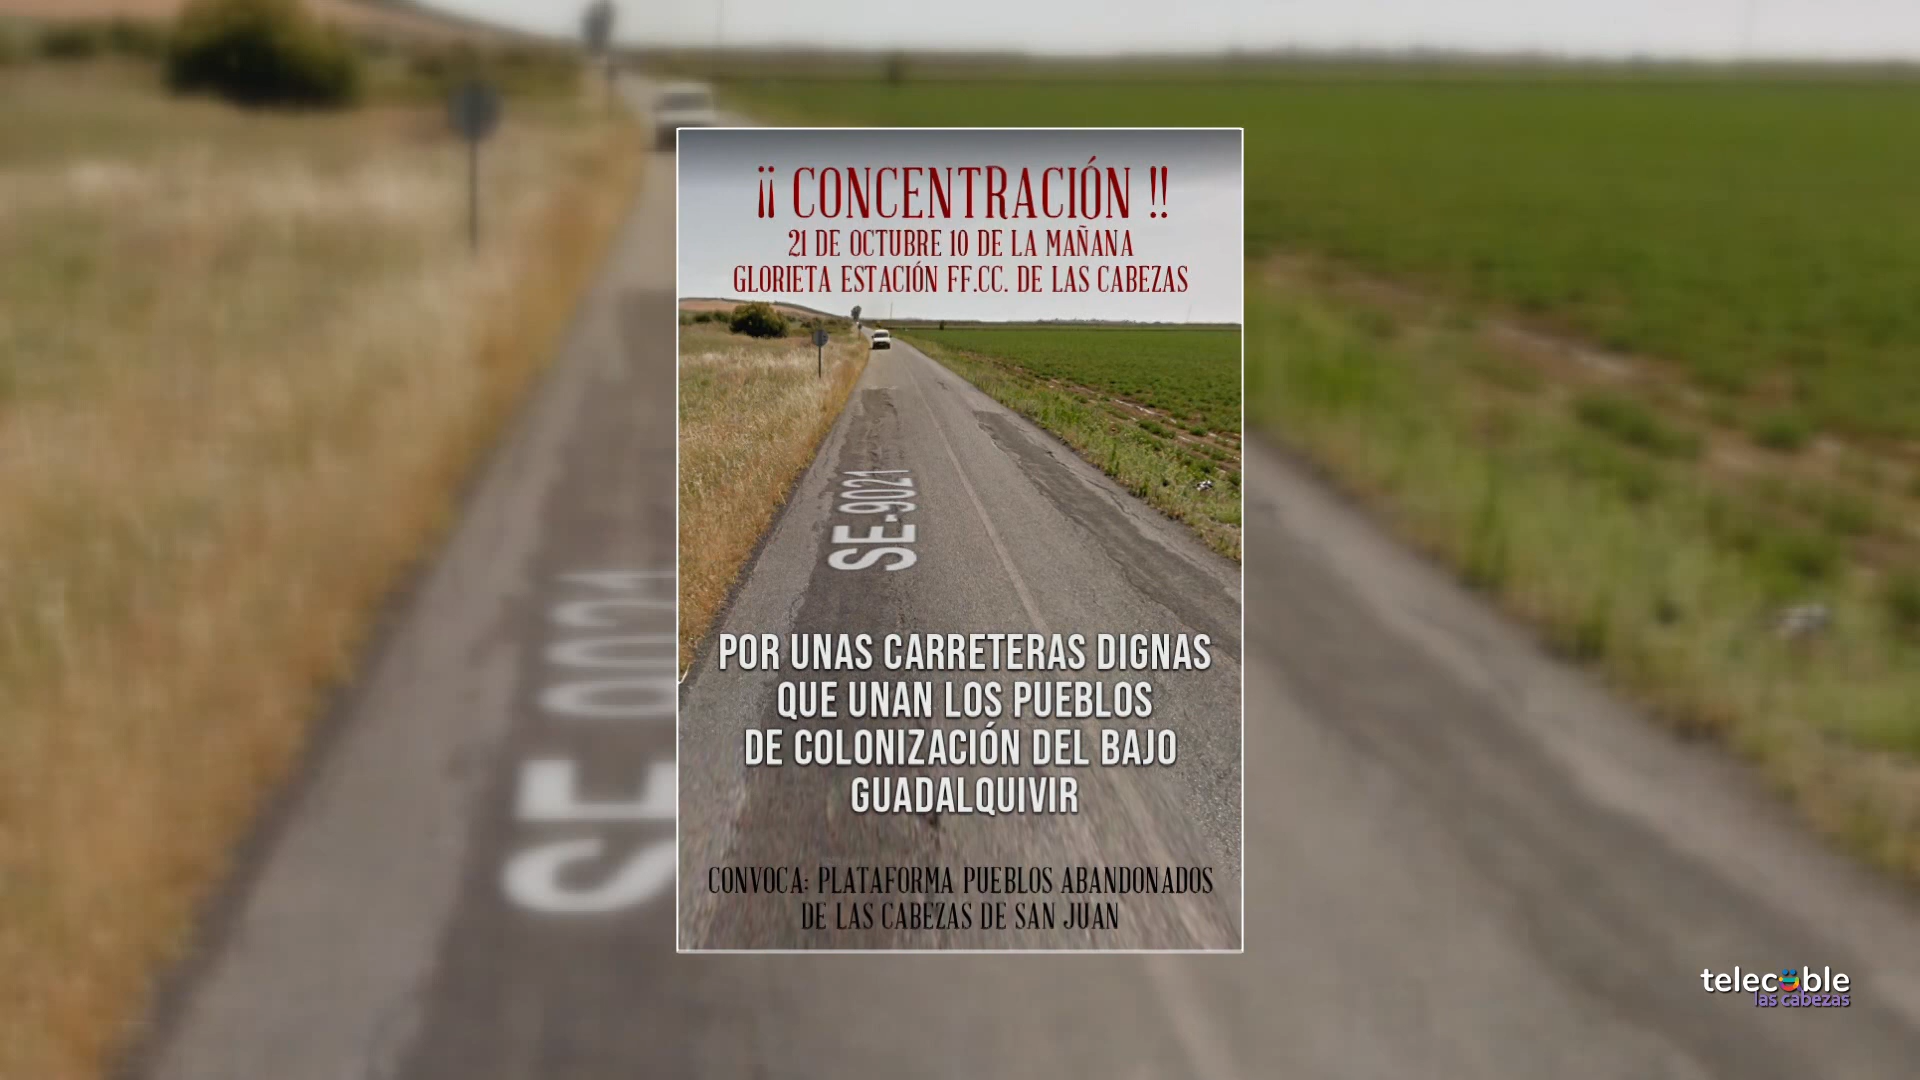 ¡¡ CONCENTRACIÓN !!
21 DE OCTUBRE 10 DE LA MAÑANA
GLORIETA ESTACIÓN FF.CC. DE LAS CABEZAS
SE-9021
POR UNAS CARRETERAS DIGNAS
QUE UNAN LOS PUEBLOS
DE COLONIZACIÓN DEL BAJO
GUADALQUIVIR
CONVOCA: PLATAFORMA PUEBLOS ABANDONADOS
DE LAS CABEZAS DE SAN JUAN
SE-9021
telecable
las cabezas